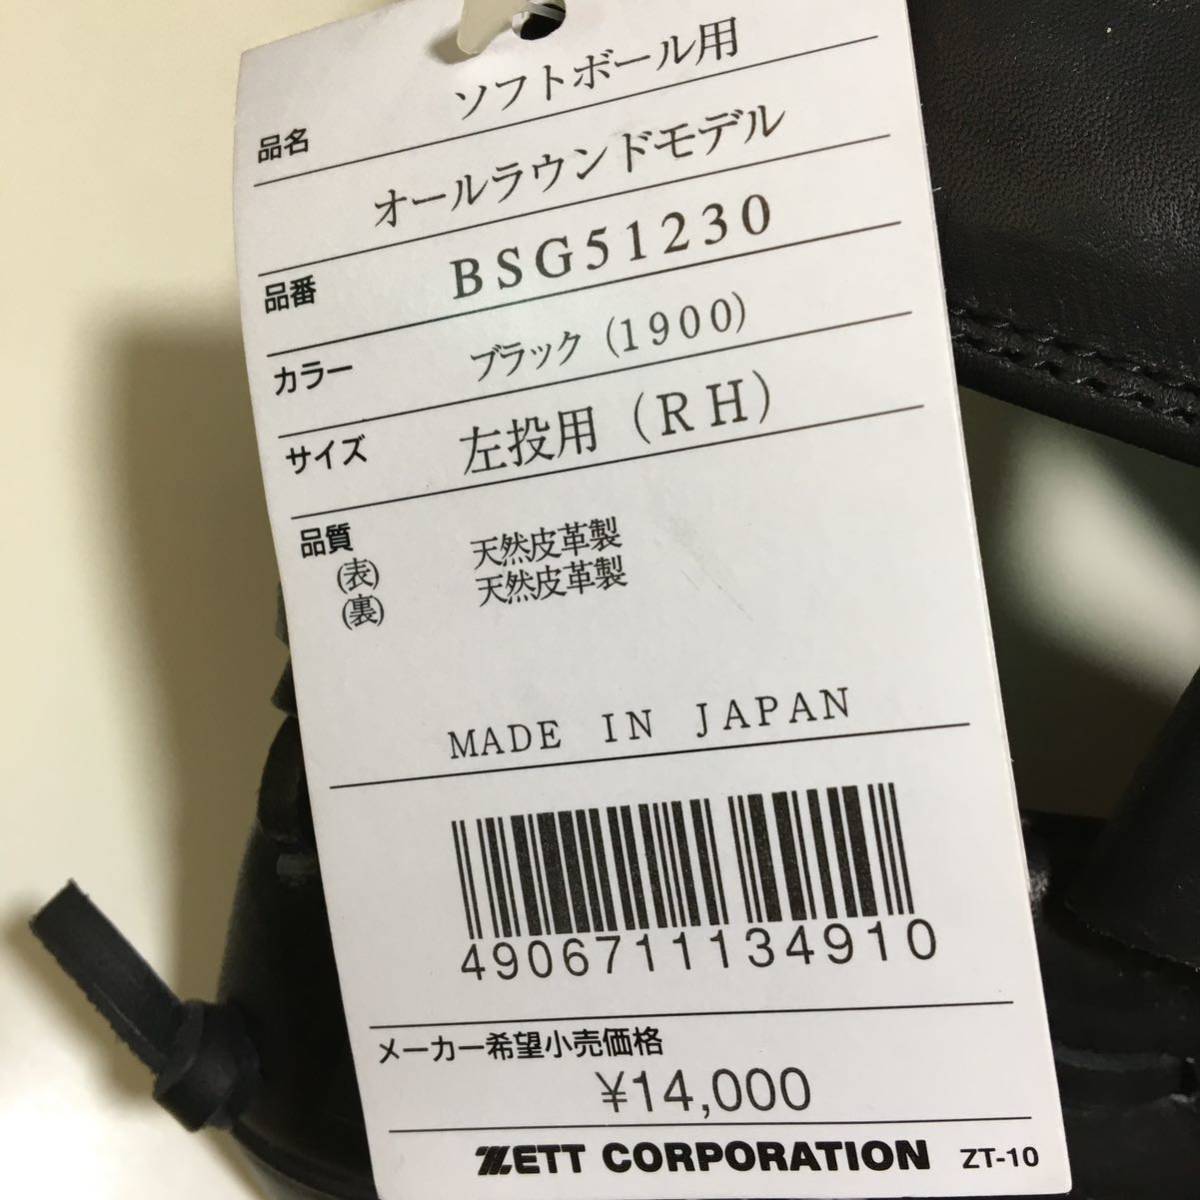 品名 ソフトボール用
オールラウンドモデル
品番 BSG51230
カラー ブラック(1900)
サイズ 左投用(RH)
品質
(表) 天然皮革製
(裏) 天然皮革製
MADE IN JAPAN
4906711134910
メーカー希望小売価格
¥14,000
ZETT CORPORATION ZT-10